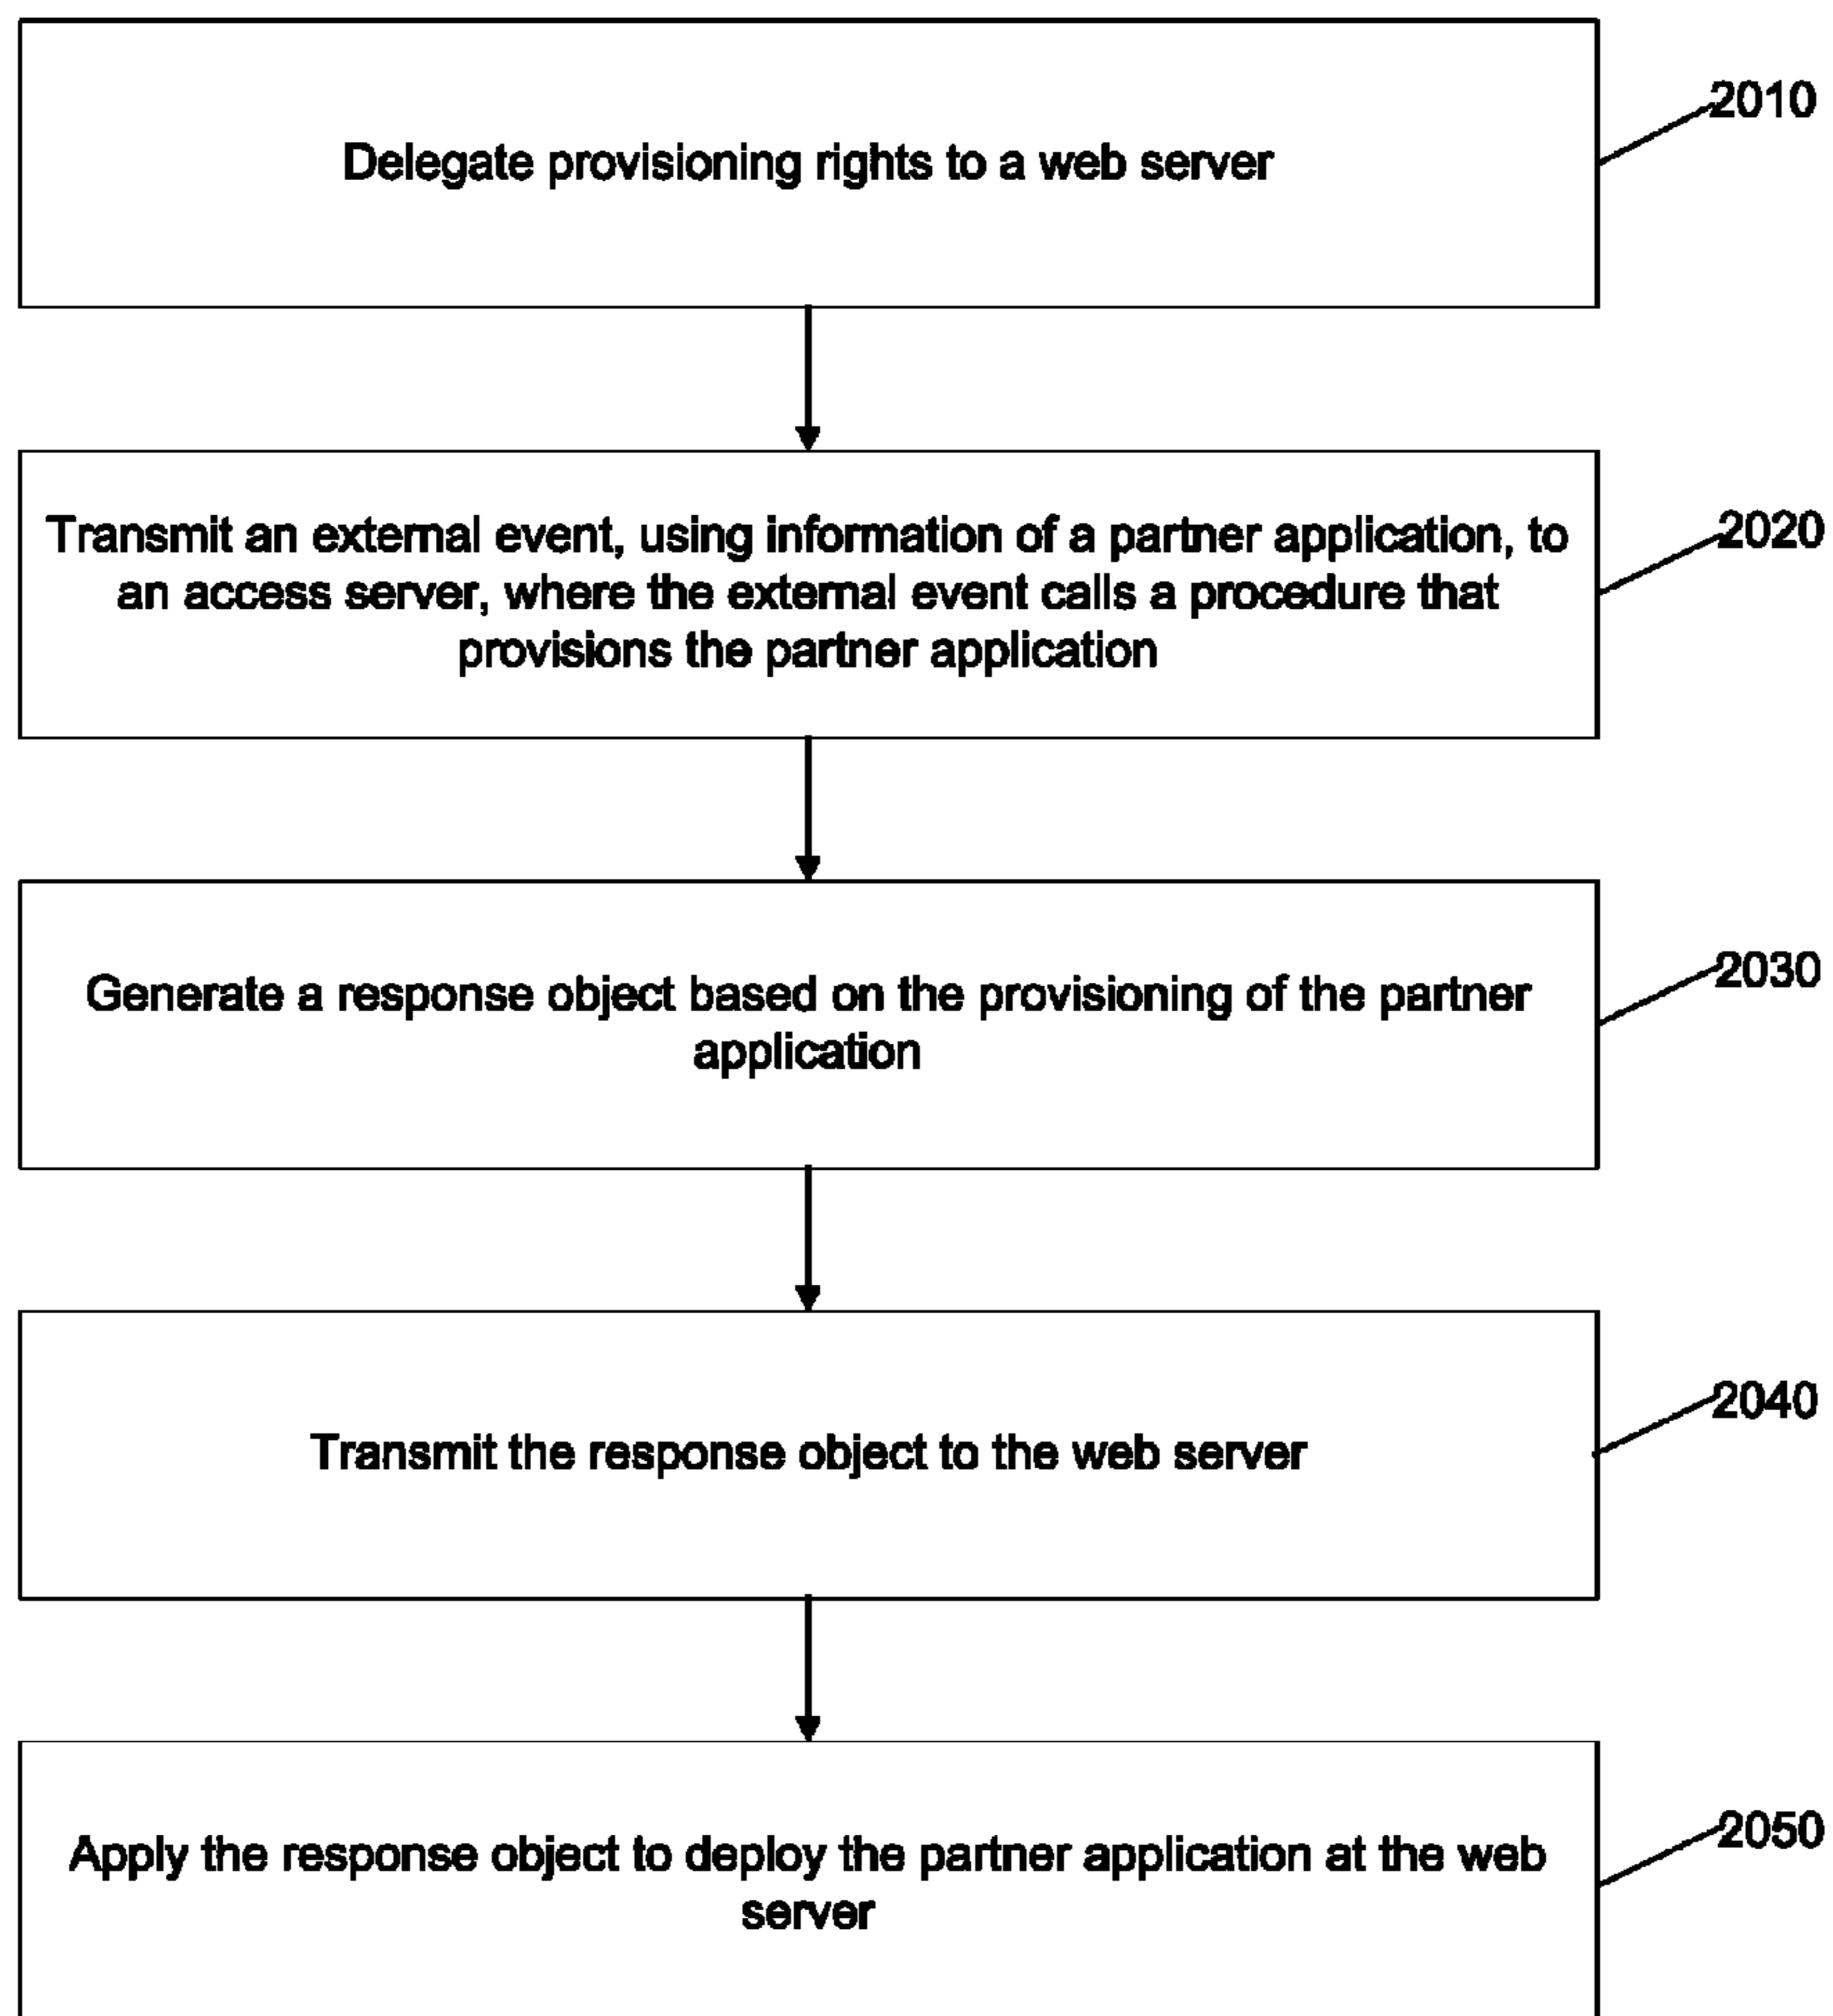 Delegate provisioning rights to a web server
2010
Transmit an external event, using information of a partner application, to
an access server, where the external event calls a procedure that
provisions the partner application
2020
Generate a response object based on the provisioning of the partner
application
2030
Transmit the response object to the web server
2040
Apply the response object to deploy the partner application at the web
server
2050